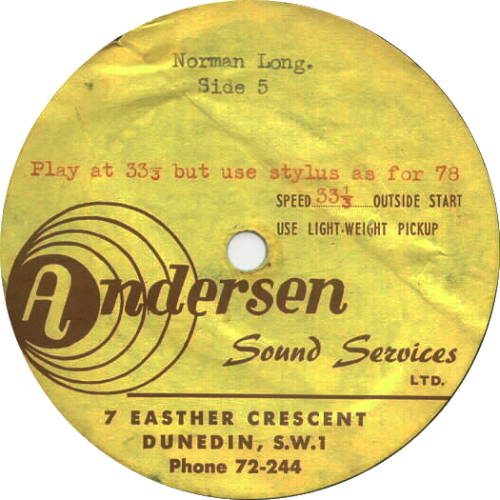 Norman Long.
Side 5
Play at 33⅓ but use stylus as for 78
SPEED 33⅓ OUTSIDE START
USE LIGHT-WEIGHT PICKUP
Andersen
Sound Services
LTD.
7 EASTHER CRESCENT
DUNEDIN, S.W.1
Phone 72-244